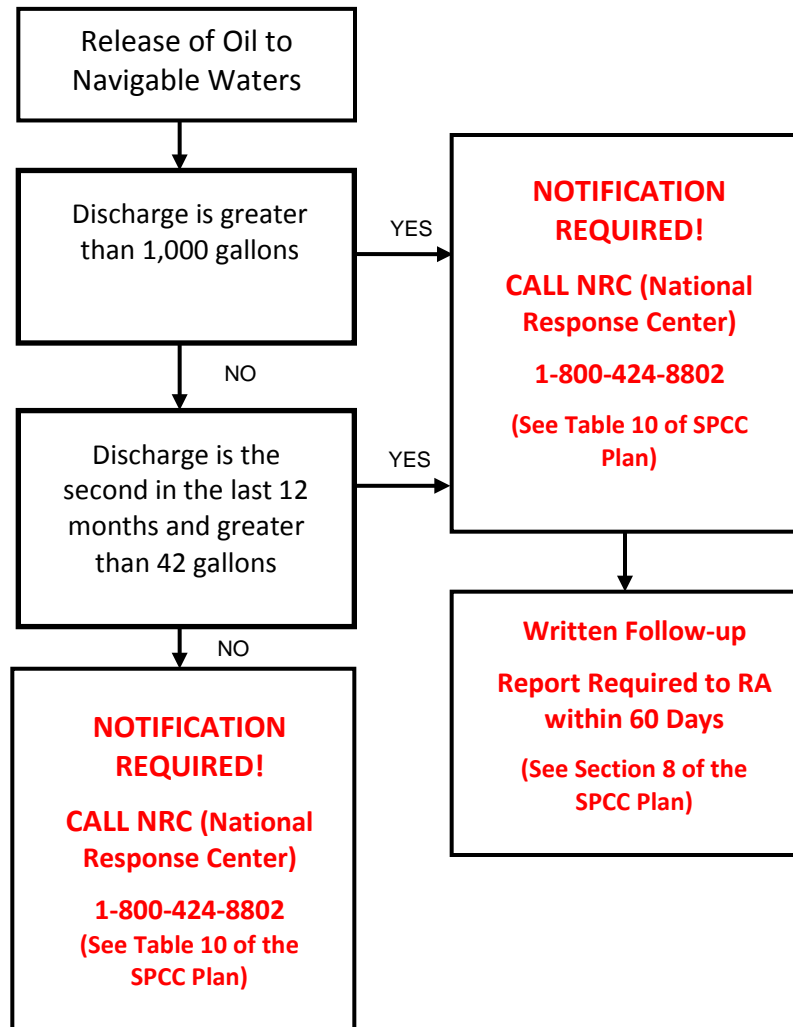 Release of Oil to
Navigable Waters
Discharge is greater
than 1,000 gallons
YES
NO
Discharge is the
second in the last 12
months and greater
than 42 gallons
YES
NO
NOTIFICATION
REQUIRED!
CALL NRC (National
Response Center)
1-800-424-8802
(See Table 10 of SPCC
Plan)
Written Follow-up
Report Required to RA
within 60 Days
(See Section 8 of the
SPCC Plan)
NOTIFICATION
REQUIRED!
CALL NRC (National
Response Center)
1-800-424-8802
(See Table 10 of the
SPCC Plan)